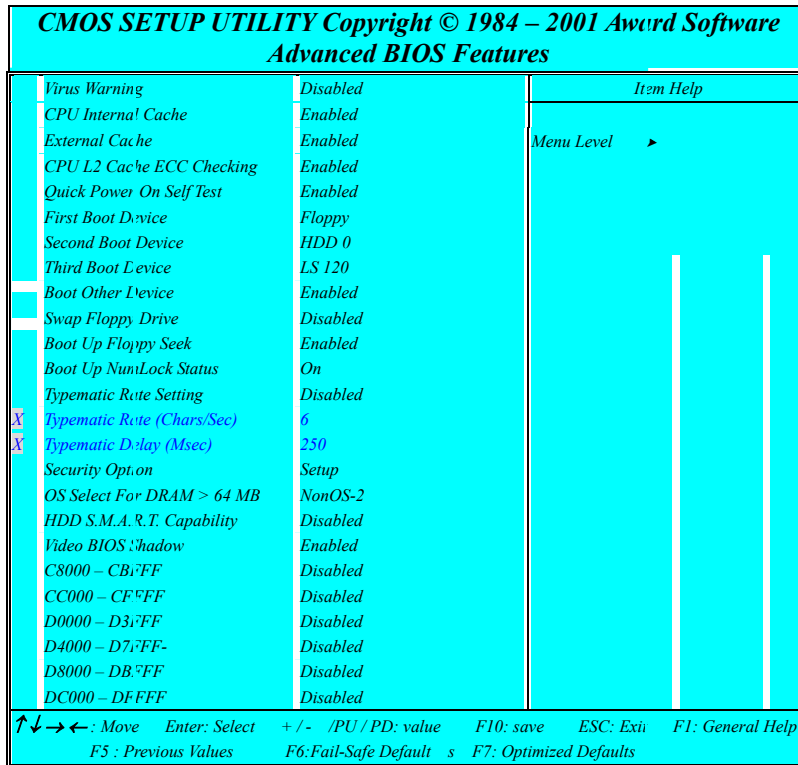 CMOS SETUP UTILITY Copyright © 1984 – 2001 Award Software
Advanced BIOS Features
Virus Warning Disabled Item Help
CPU Internal Cache Enabled
External Cache Enabled Menu Level ➤
CPU L2 Cache ECC Checking Enabled
Quick Power On Self Test Enabled
First Boot Device Floppy
Second Boot Device HDD 0
Third Boot Device LS 120
Boot Other Device Enabled
Swap Floppy Drive Disabled
Boot Up Floppy Seek Enabled
Boot Up NumLock Status On
Typematic Rate Setting Disabled
X Typematic Rate (Chars/Sec) 6
X Typematic Delay (Msec) 250
Security Option Setup
OS Select For DRAM > 64 MB NonOS-2
HDD S.M.A.R.T. Capability Disabled
Video BIOS Shadow Enabled
C8000 – CBFFF Disabled
CC000 – CFFFF Disabled
D0000 – D3FFF Disabled
D4000 – D7FFF- Disabled
D8000 – DBFFF Disabled
DC000 – DFFFF Disabled
↑↓→←: Move Enter: Select + / - /PU / PD: value F10: save ESC: Exit F1: General Help
F5 : Previous Values F6:Fail-Safe Default s F7: Optimized Defaults